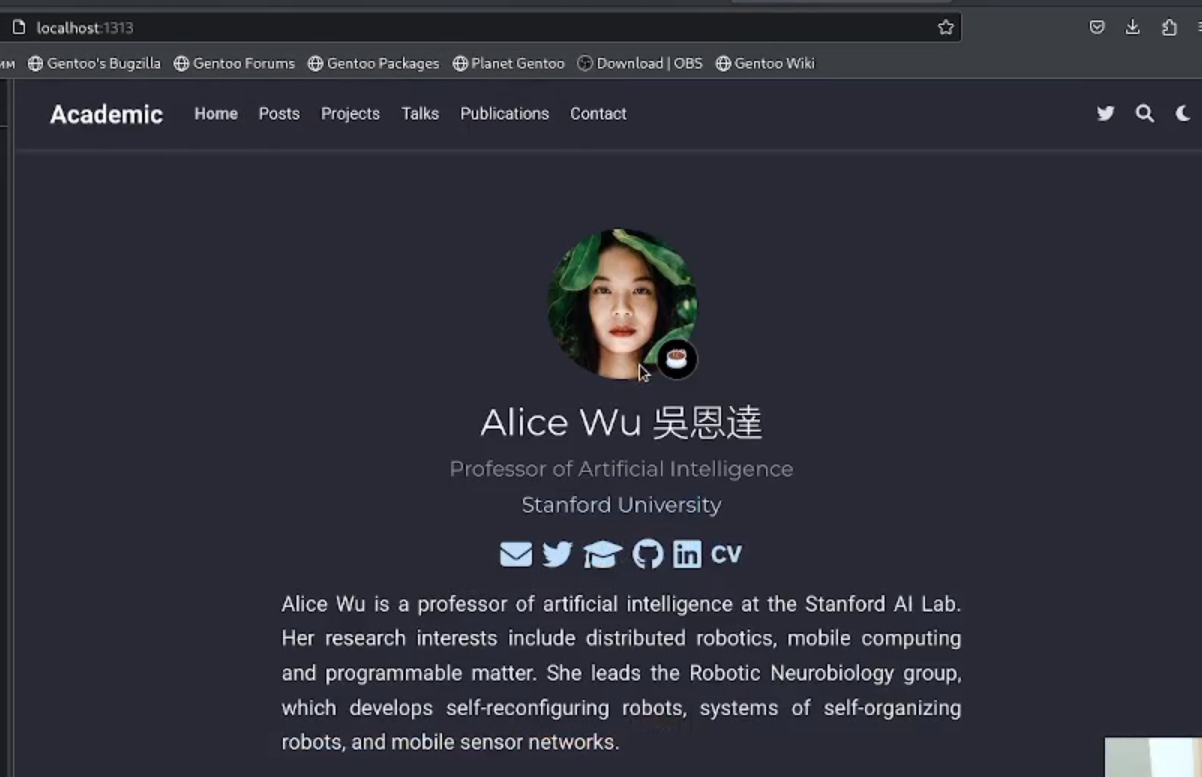 localhost:1313
им Gentoo's Bugzilla Gentoo Forums Gentoo Packages Planet Gentoo Download | OBS Gentoo Wiki
Academic Home Posts Projects Talks Publications Contact
Alice Wu 吳恩達
Professor of Artificial Intelligence
Stanford University
CV
Alice Wu is a professor of artificial intelligence at the Stanford AI Lab.
Her research interests include distributed robotics, mobile computing
and programmable matter. She leads the Robotic Neurobiology group,
which develops self-reconfiguring robots, systems of self-organizing
robots, and mobile sensor networks.